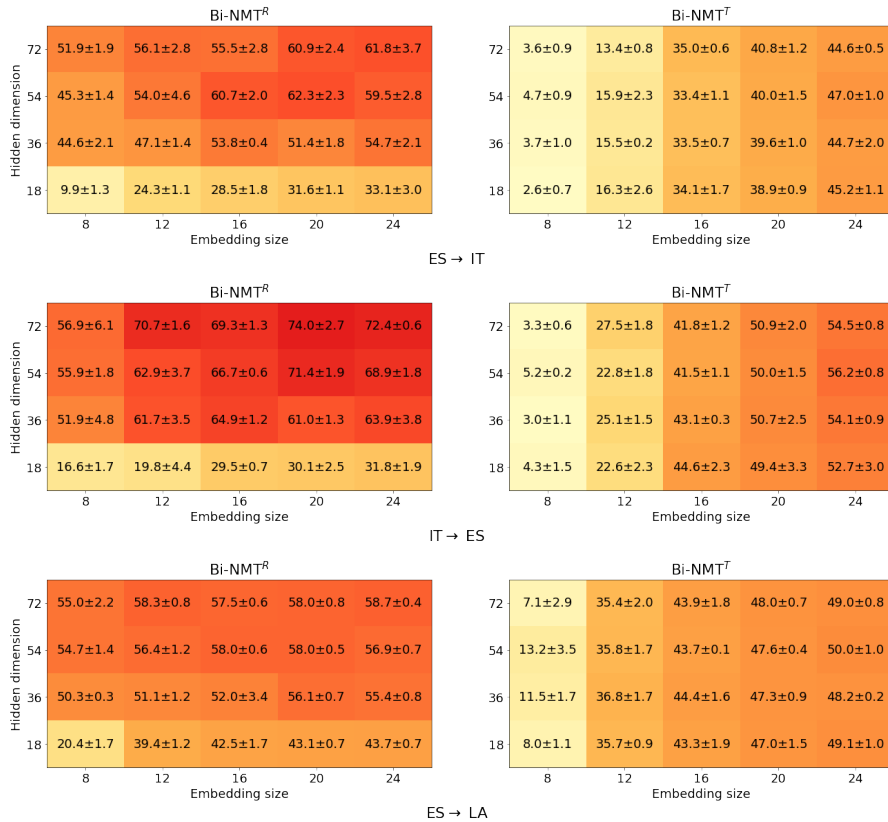 Bi-NMT^R Bi-NMT^T
72 51.9±1.9 56.1±2.8 55.5±2.8 60.9±2.4 61.8±3.7 72 3.6±0.9 13.4±0.8 35.0±0.6 40.8±1.2 44.6±0.5
54 45.3±1.4 54.0±4.6 60.7±2.0 62.3±2.3 59.5±2.8 54 4.7±0.9 15.9±2.3 33.4±1.1 40.0±1.5 47.0±1.0
36 44.6±2.1 47.1±1.4 53.8±0.4 51.4±1.8 54.7±2.1 36 3.7±1.0 15.5±0.2 33.5±0.7 39.6±1.0 44.7±2.0
18 9.9±1.3 24.3±1.1 28.5±1.8 31.6±1.1 33.1±3.0 18 2.6±0.7 16.3±2.6 34.1±1.7 38.9±0.9 45.2±1.1
Hidden dimension Hidden dimension
8 12 16 20 24 8 12 16 20 24
Embedding size Embedding size
ES → IT
Bi-NMT^R Bi-NMT^T
72 56.9±6.1 70.7±1.6 69.3±1.3 74.0±2.7 72.4±0.6 72 3.3±0.6 27.5±1.8 41.8±1.2 50.9±2.0 54.5±0.8
54 55.9±1.8 62.9±3.7 66.7±0.6 71.4±1.9 68.9±1.8 54 5.2±0.2 22.8±1.8 41.5±1.1 50.0±1.5 56.2±0.8
36 51.9±4.8 61.7±3.5 64.9±1.2 61.0±1.3 63.9±3.8 36 3.0±1.1 25.1±1.5 43.1±0.3 50.7±2.5 54.1±0.9
18 16.6±1.7 19.8±4.4 29.5±0.7 30.1±2.5 31.8±1.9 18 4.3±1.5 22.6±2.3 44.6±2.3 49.4±3.3 52.7±3.0
Hidden dimension Hidden dimension
8 12 16 20 24 8 12 16 20 24
Embedding size Embedding size
IT → ES
Bi-NMT^R Bi-NMT^T
72 55.0±2.2 58.3±0.8 57.5±0.6 58.0±0.8 58.7±0.4 72 7.1±2.9 35.4±2.0 43.9±1.8 48.0±0.7 49.0±0.8
54 54.7±1.4 56.4±1.2 58.0±0.6 58.0±0.5 56.9±0.7 54 13.2±3.5 35.8±1.7 43.7±0.1 47.6±0.4 50.0±1.0
36 50.3±0.3 51.1±1.2 52.0±3.4 56.1±0.7 55.4±0.8 36 11.5±1.7 36.8±1.7 44.4±1.6 47.3±0.9 48.2±0.2
18 20.4±1.7 39.4±1.2 42.5±1.7 43.1±0.7 43.7±0.7 18 8.0±1.1 35.7±0.9 43.3±1.9 47.0±1.5 49.1±1.0
Hidden dimension Hidden dimension
8 12 16 20 24 8 12 16 20 24
Embedding size Embedding size
ES → LA